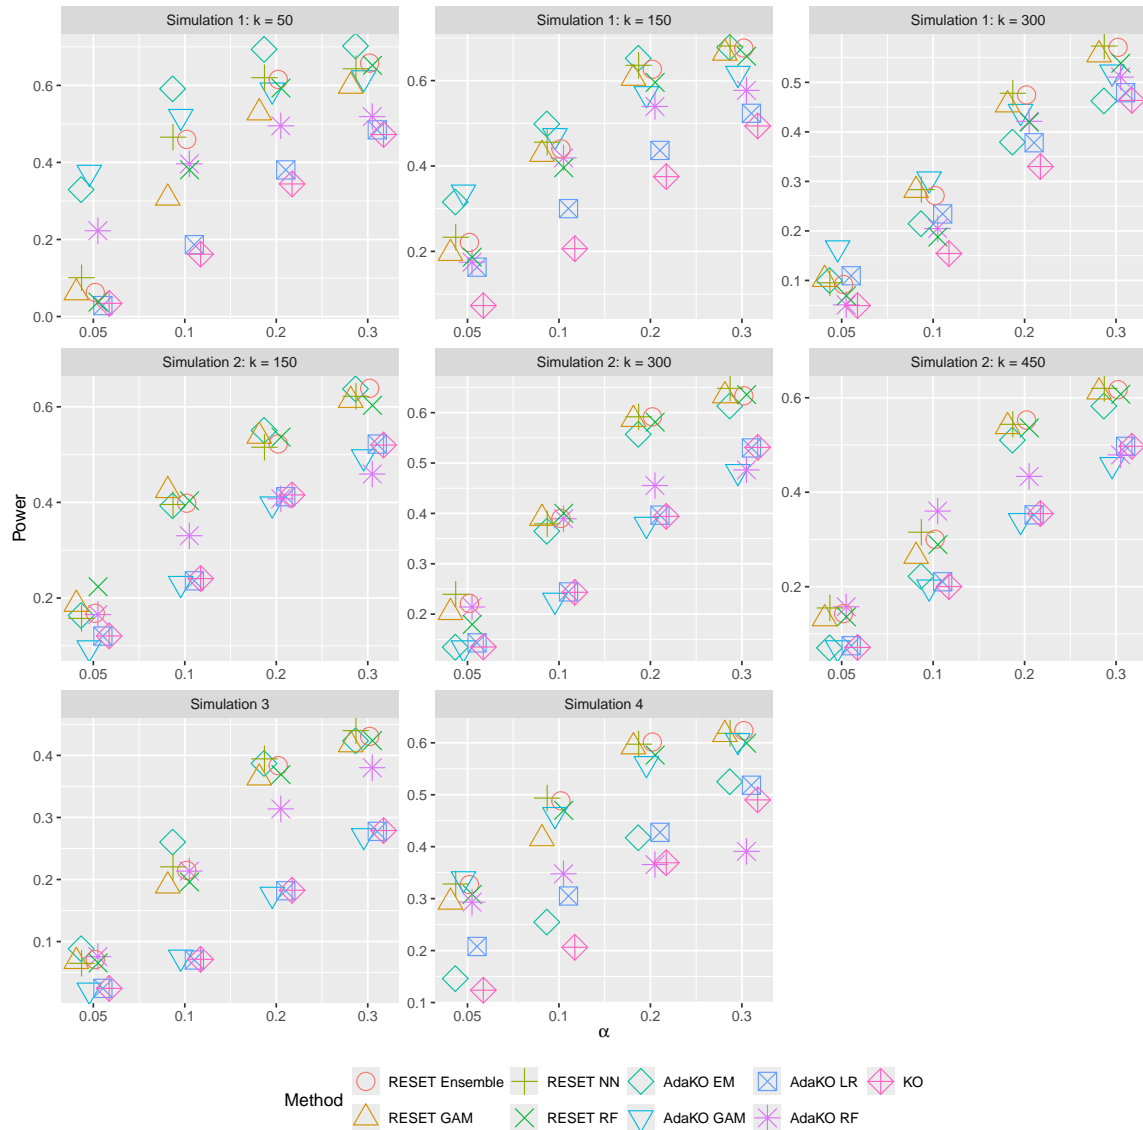 Simulation 1: k = 50
Simulation 1: k = 150
Simulation 1: k = 300
0.6
0.4
0.2
0.0
0.05 0.1 0.2 0.3
0.6
0.4
0.2
0.05 0.1 0.2 0.3
0.5
0.4
0.3
0.2
0.1
0.05 0.1 0.2 0.3
Simulation 2: k = 150
Simulation 2: k = 300
Simulation 2: k = 450
Power
0.6
0.4
0.2
0.05 0.1 0.2 0.3
0.6
0.5
0.4
0.3
0.2
0.05 0.1 0.2 0.3
0.6
0.4
0.2
0.05 0.1 0.2 0.3
Simulation 3
Simulation 4
0.4
0.3
0.2
0.1
0.05 0.1 0.2 0.3
0.6
0.5
0.4
0.3
0.2
0.1
0.05 0.1 0.2 0.3
α
Method
RESET Ensemble RESET NN AdaKO EM AdaKO LR KO
RESET GAM RESET RF AdaKO GAM AdaKO RF